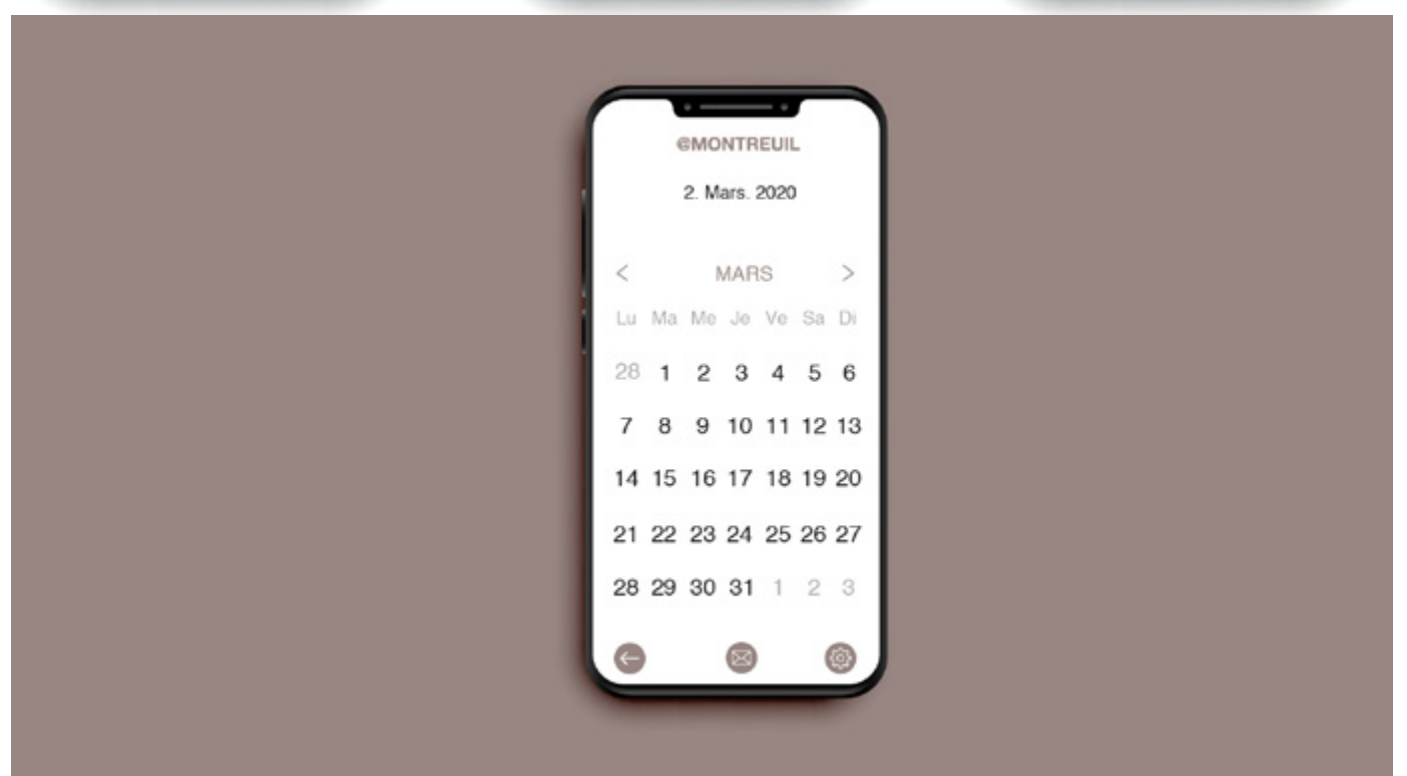 @MONTREUIL
2. Mars. 2020
< MARS >
Lu Ma Me Je Ve Sa Di
28 1 2 3 4 5 6
7 8 9 10 11 12 13
14 15 16 17 18 19 20
21 22 23 24 25 26 27
28 29 30 31 1 2 3